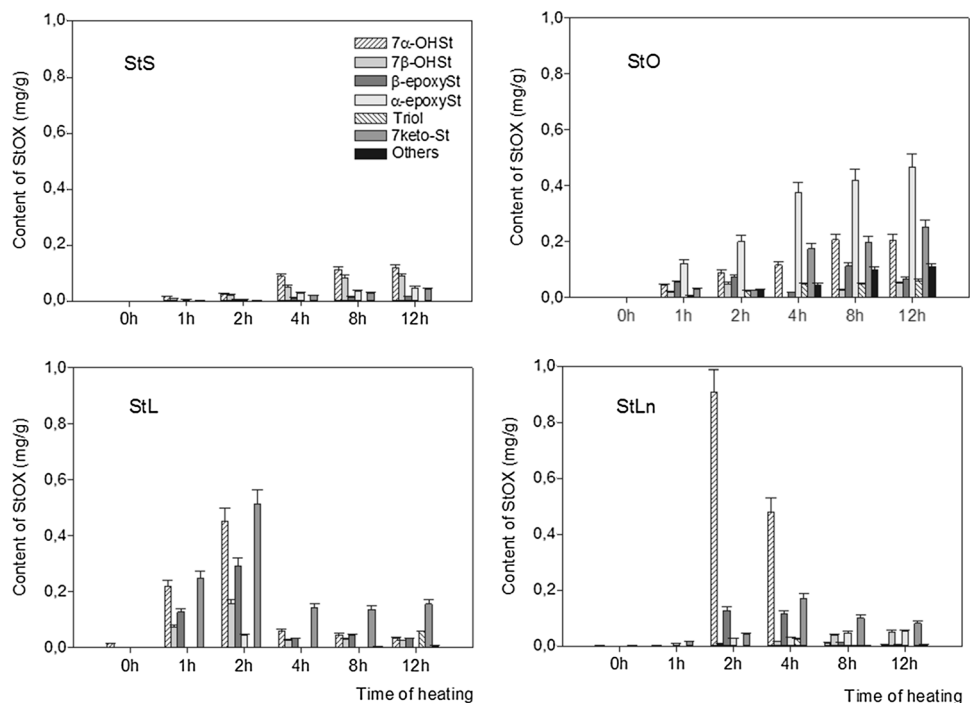 StS
1,0
0,8
0,6
0,4
0,2
0,0
Content of StOX (mg/g)
7α-OHSt
7β-OHSt
β-epoxySt
α-epoxySt
Triol
7keto-St
Others
0h 1h 2h 4h 8h 12h
StO
1,0
0,8
0,6
0,4
0,2
0,0
Content of StOX (mg/g)
0h 1h 2h 4h 8h 12h
StL
1,0
0,8
0,6
0,4
0,2
0,0
Content of StOX (mg/g)
0h 1h 2h 4h 8h 12h
Time of heating
StLn
1,0
0,8
0,6
0,4
0,2
0,0
Content of StOX (mg/g)
0h 1h 2h 4h 8h 12h
Time of heating